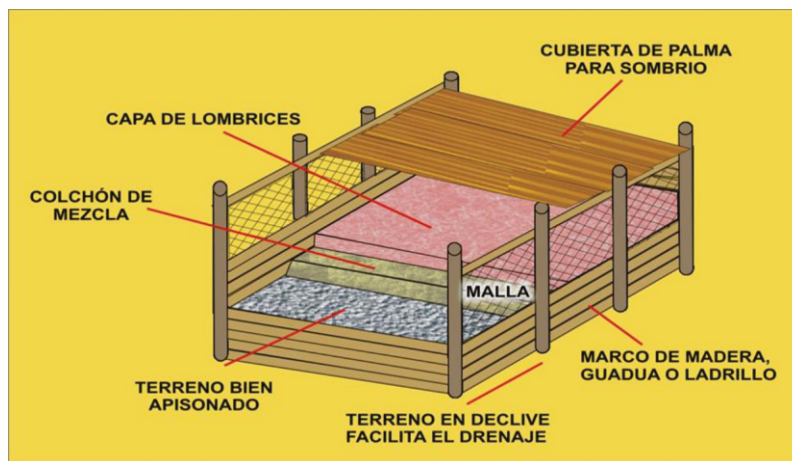 CUBIERTA DE PALMA
PARA SOMBRIO
CAPA DE LOMBRICES
COLCHÓN DE
MEZCLA
MALLA
MARCO DE MADERA,
GUADUA O LADRILLO
TERRENO BIEN
APISONADO
TERRENO EN DECLIVE
FACILITA EL DRENAJE